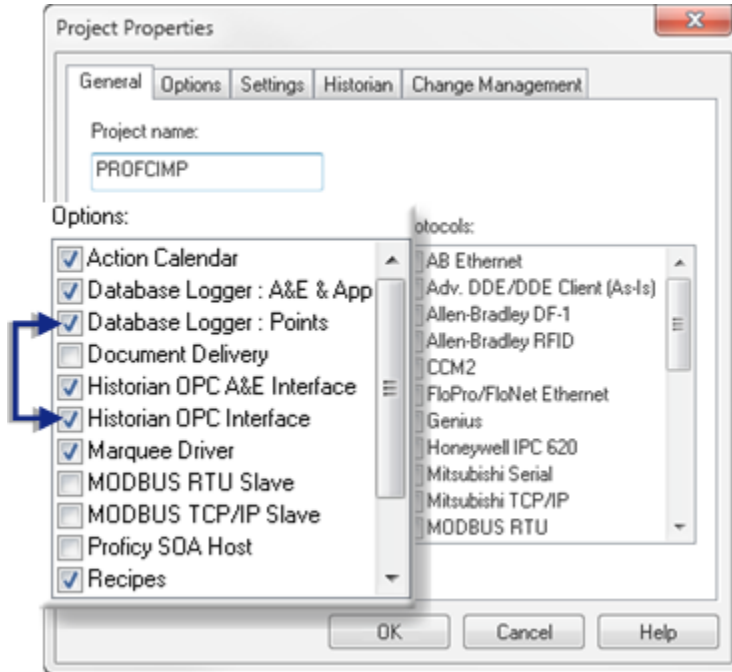 Project Properties
General Options Settings Historian Change Management
Project name:
PROFCIMP
Options:
Action Calendar
Database Logger : A&E & App
Database Logger : Points
Document Delivery
Historian OPC A&E Interface
Historian OPC Interface
Marquee Driver
MODBUS RTU Slave
MODBUS TCP/IP Slave
Proficy SOA Host
Recipes
otocols:
AB Ethernet
Adv. DDE/DDE Client (As-Is)
Allen-Bradley DF-1
Allen-Bradley RFID
CCM2
FloPro/FloNet Ethernet
Genius
Honeywell IPC 620
Mitsubishi Serial
Mitsubishi TCP/IP
MODBUS RTU
OK Cancel Help